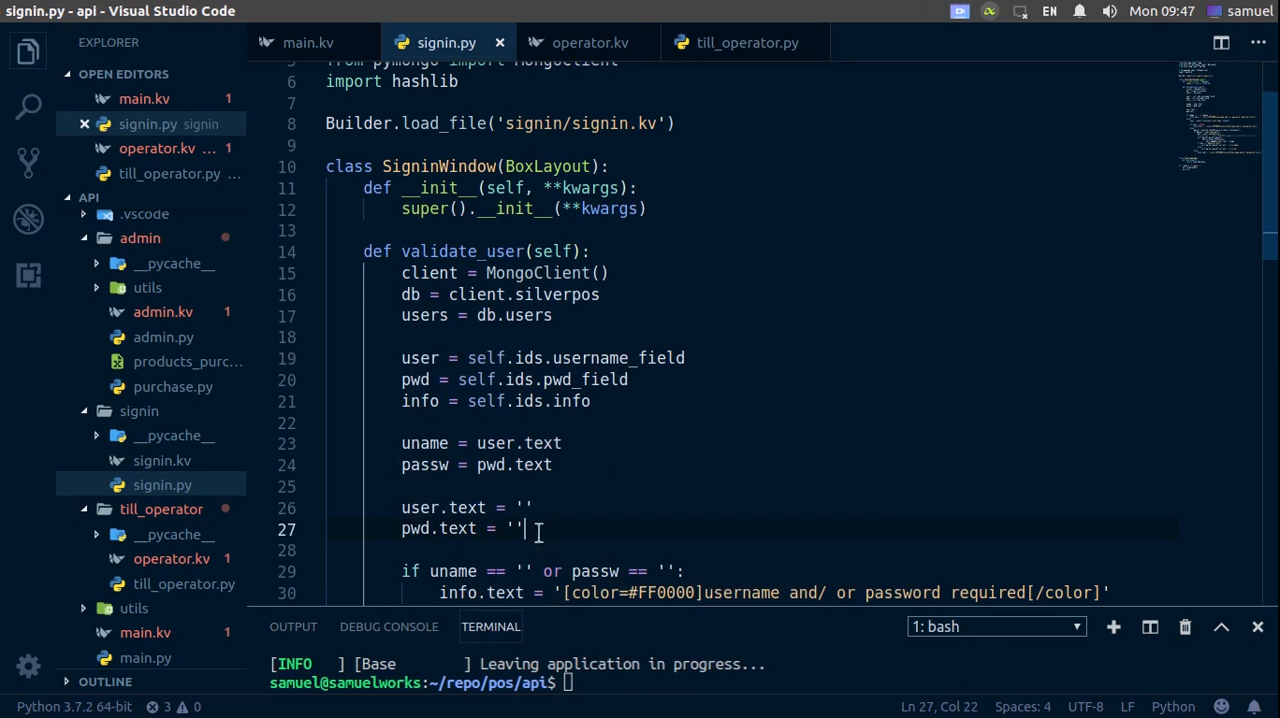 signin.py - api - Visual Studio Code
EN
Mon 09:47
samuel
EXPLORER
OPEN EDITORS
main.kv 1
signin.py signin
operator.kv ... 1
till_operator.py ...
API
.vscode
admin
__pycache__
utils
admin.kv 1
admin.py
products_purc...
purchase.py
signin
__pycache__
signin.kv
signin.py
till_operator
__pycache__
operator.kv 1
till_operator.py
utils
main.kv 1
main.py
OUTLINE
main.kv
signin.py
operator.kv
till_operator.py
5 from pymongo import MongoClient
6 import hashlib
7
8 Builder.load_file('signin/signin.kv')
9
10 class SigninWindow(BoxLayout):
11 def __init__(self, **kwargs):
12 super().__init__(**kwargs)
13
14 def validate_user(self):
15 client = MongoClient()
16 db = client.silverpos
17 users = db.users
18
19 user = self.ids.username_field
20 pwd = self.ids.pwd_field
21 info = self.ids.info
22
23 uname = user.text
24 passw = pwd.text
25
26 user.text = ''
27 pwd.text = ''
28
29 if uname == '' or passw == '':
30 info.text = '[color=#FF0000]username and/ or password required[/color]'
OUTPUT
DEBUG CONSOLE
TERMINAL
1: bash
[INFO ] [Base ] Leaving application in progress...
samuel@samuelworks:~/repo/pos/api$
Python 3.7.2 64-bit
3
0
Ln 27, Col 22
Spaces: 4
UTF-8
LF
Python